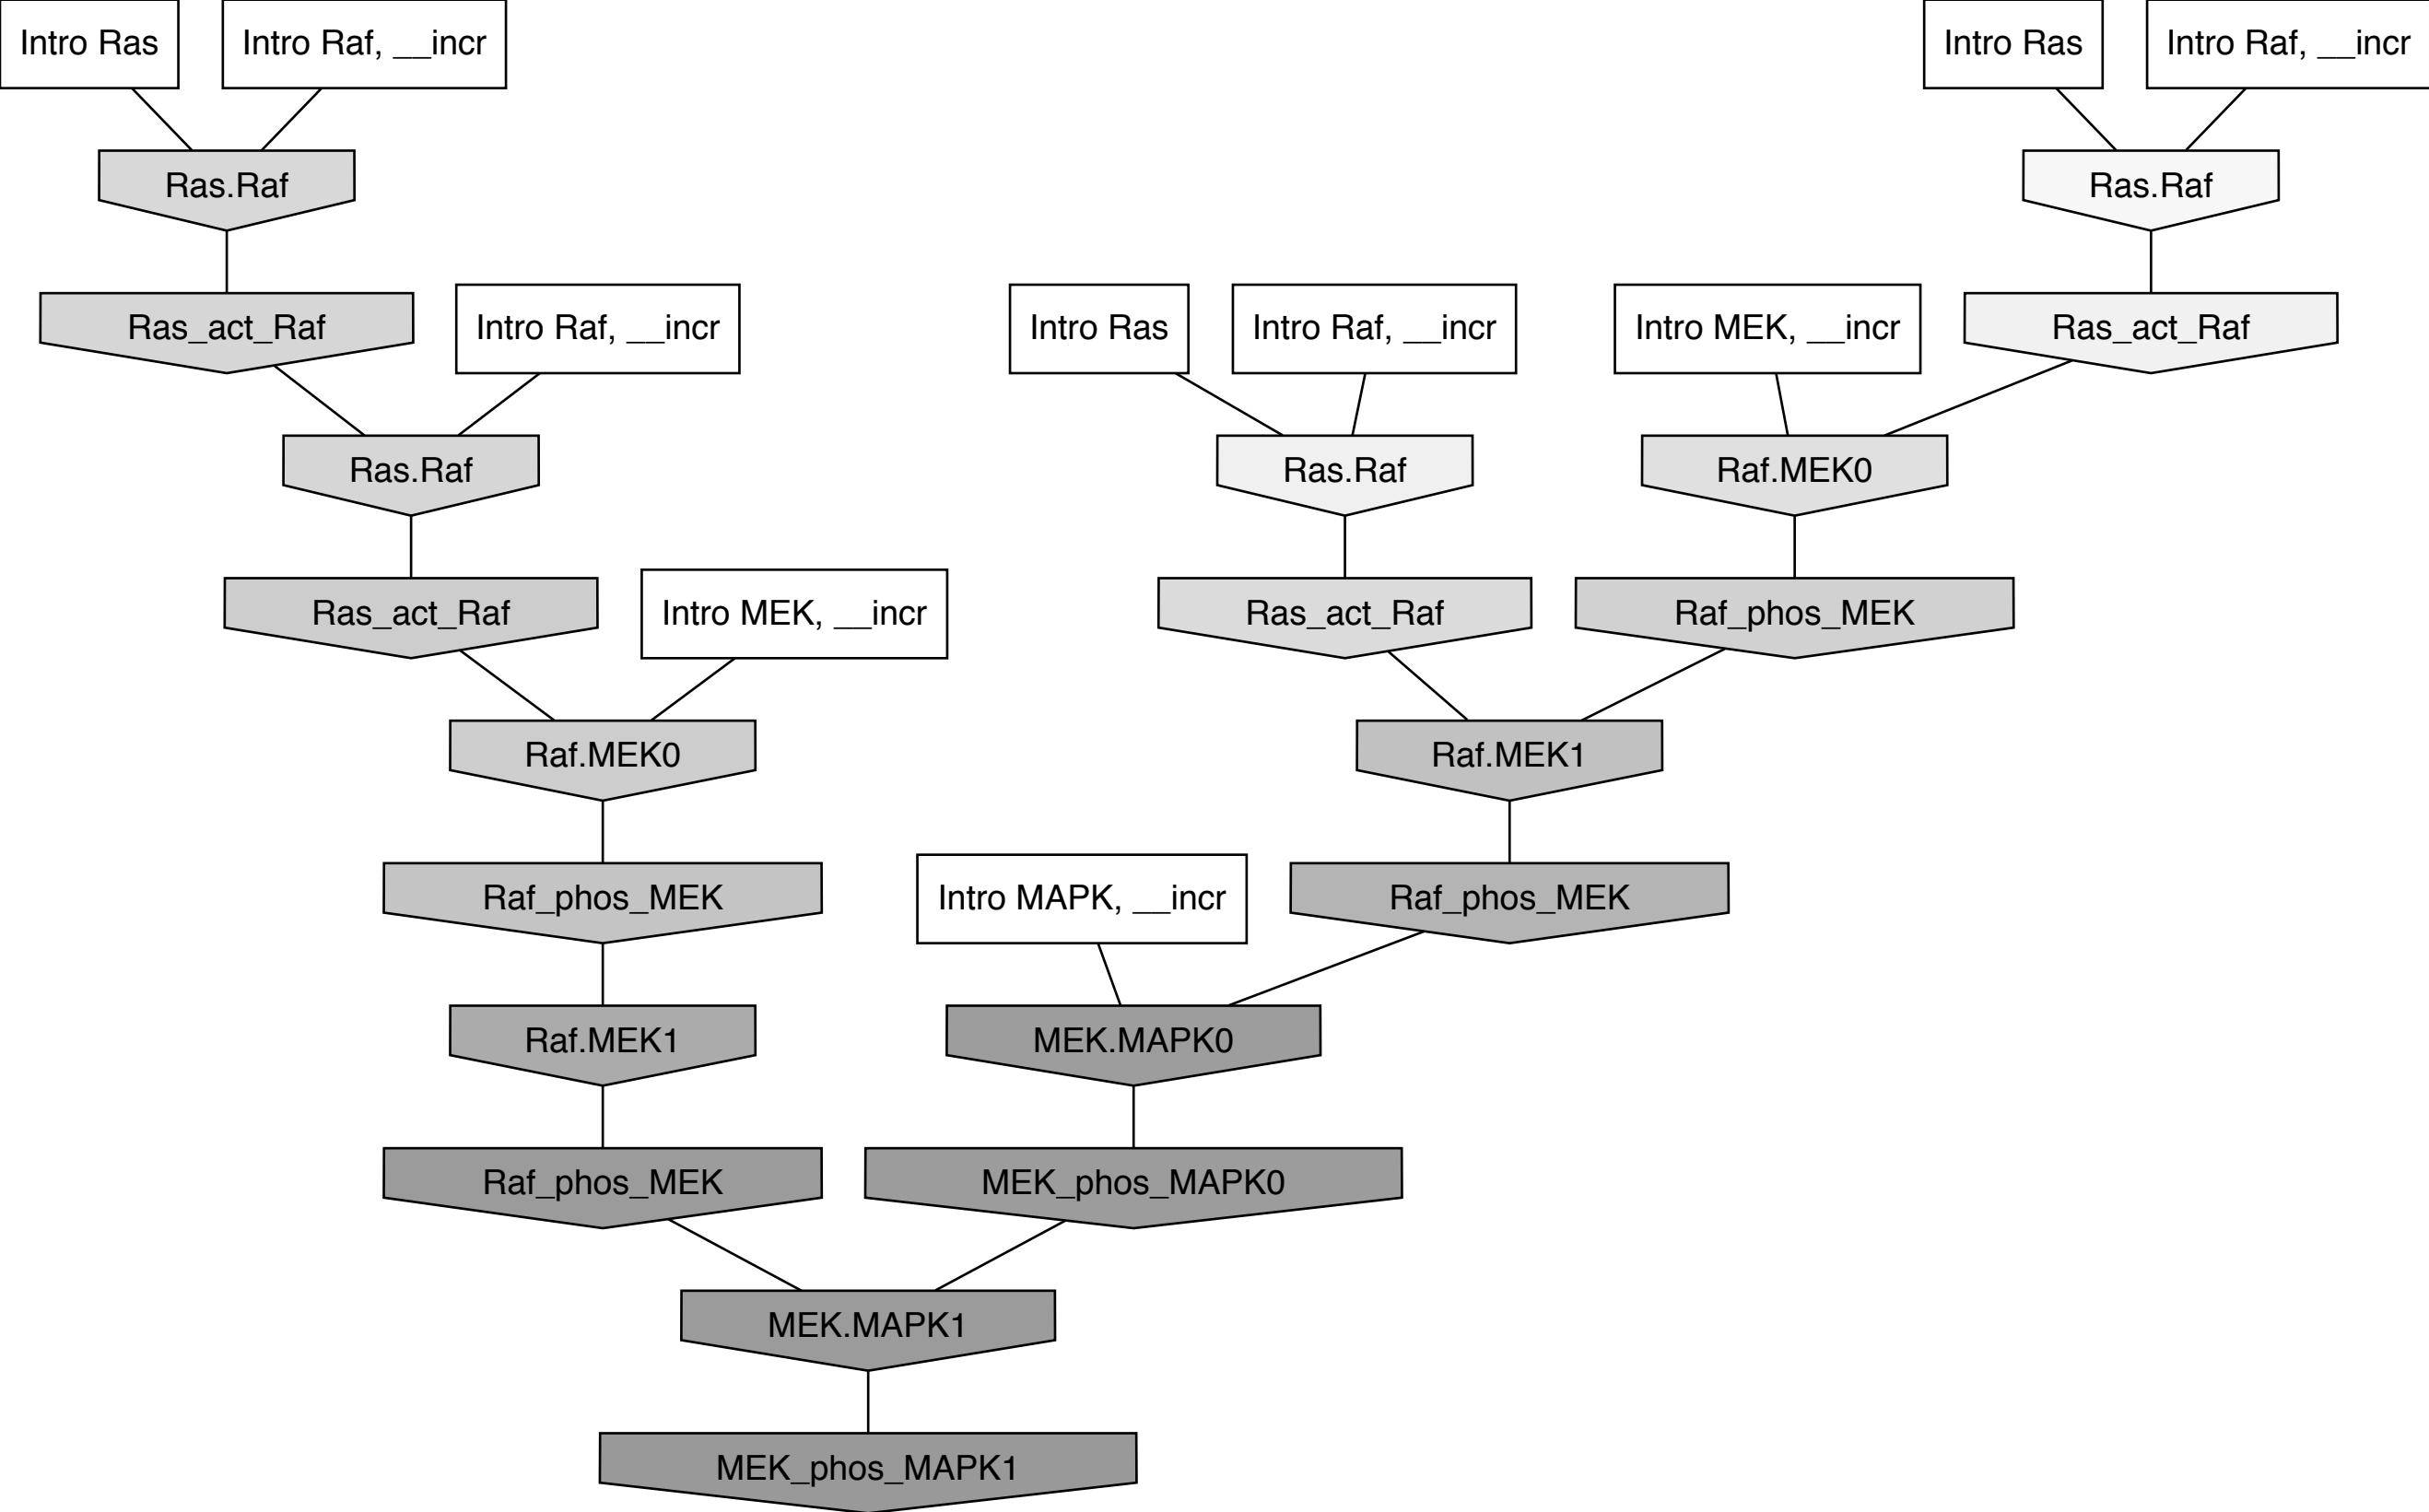 Intro Ras
Intro Raf, __incr
Intro Ras
Intro Raf, __incr
Ras.Raf
Ras.Raf
Ras_act_Raf
Intro Raf, __incr
Intro Ras
Intro Raf, __incr
Intro MEK, __incr
Ras_act_Raf
Ras.Raf
Ras.Raf
Raf.MEK0
Ras_act_Raf
Intro MEK, __incr
Ras_act_Raf
Raf_phos_MEK
Raf.MEK0
Raf.MEK1
Raf_phos_MEK
Intro MAPK, __incr
Raf_phos_MEK
Raf.MEK1
MEK.MAPK0
Raf_phos_MEK
MEK_phos_MAPK0
MEK.MAPK1
MEK_phos_MAPK1